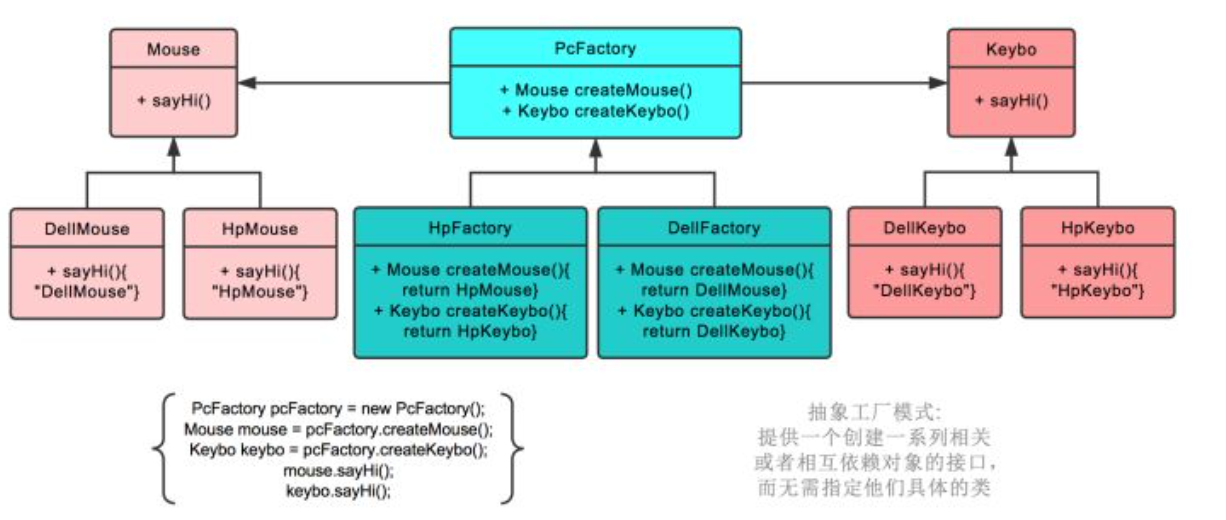 Mouse
+ sayHi()
PcFactory
+ Mouse createMouse()
+ Keybo createKeybo()
Keybo
+ sayHi()
DellMouse
+ sayHi(){
"DellMouse"}
HpMouse
+ sayHi(){
"HpMouse"}
HpFactory
+ Mouse createMouse(){
return HpMouse}
+ Keybo createKeybo(){
return HpKeybo}
DellFactory
+ Mouse createMouse(){
return DellMouse}
+ Keybo createKeybo(){
return DellKeybo}
DellKeybo
+ sayHi(){
"DellKeybo"}
HpKeybo
+ sayHi(){
"HpKeybo"}
PcFactory pcFactory = new PcFactory();
Mouse mouse = pcFactory.createMouse();
Keybo keybo = pcFactory.createKeybo();
mouse.sayHi();
keybo.sayHi();
抽象工厂模式:
提供一个创建一系列相关
或者相互依赖对象的接口，
而无需指定他们具体的类